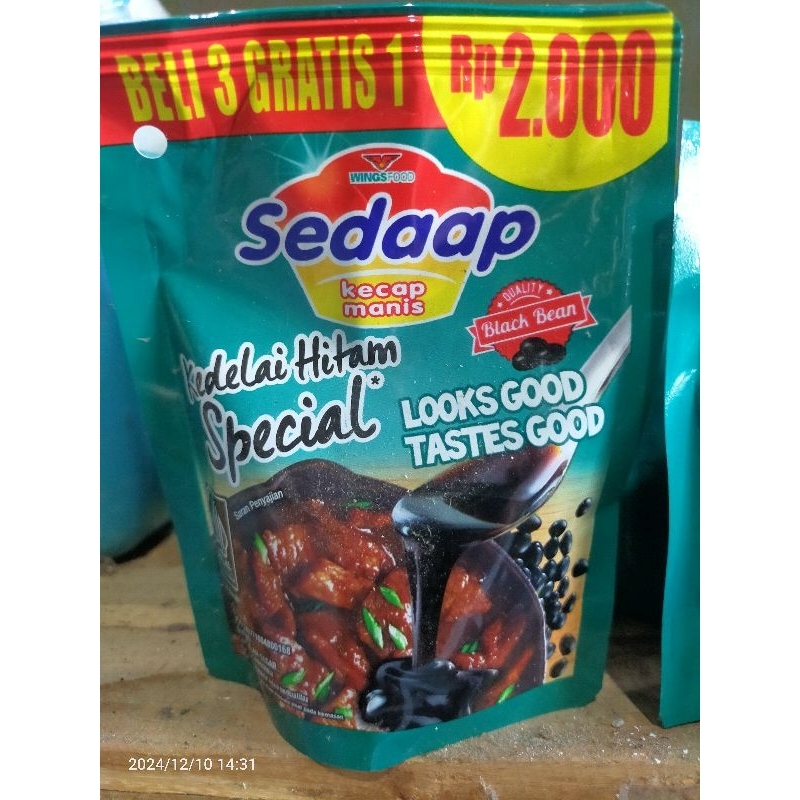 BELI 3 GRATIS 1
Rp 2.000
WINGSFOOD
Sedaap
kecap
manis
QUALITY
Black Bean
Kedelai Hitam
Special*
LOOKS GOOD
TASTES GOOD
Saran Penyajian
2024/12/10 14:31